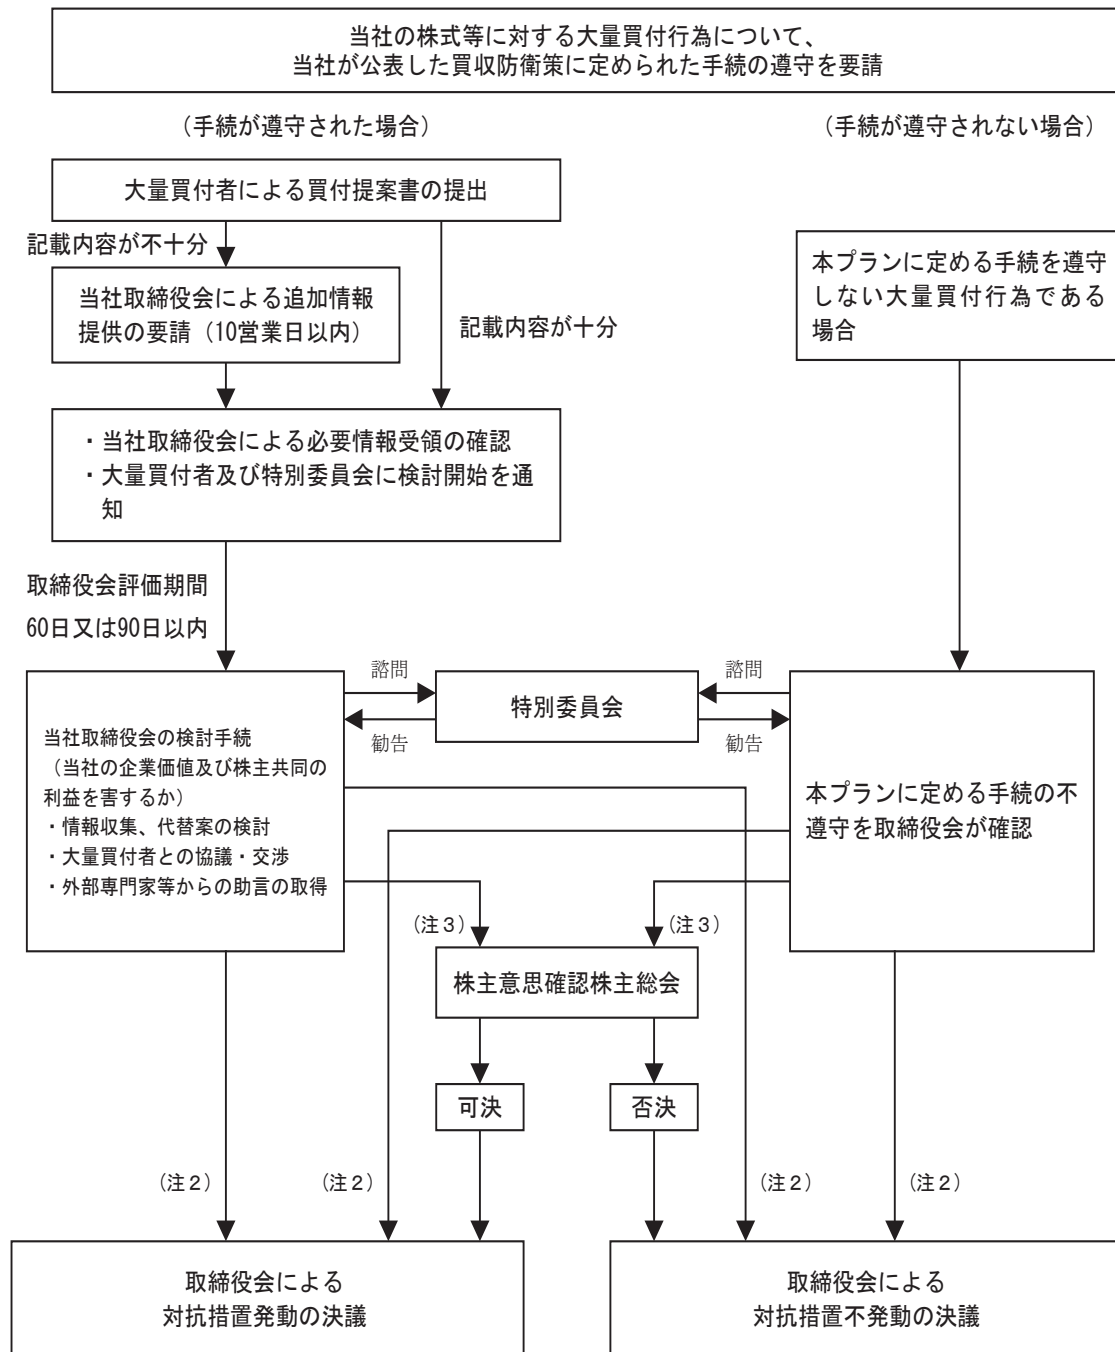 当社の株式等に対する大量買付行為について、
当社が公表した買収防衛策に定められた手続の遵守を要請
（手続が遵守された場合）
（手続が遵守されない場合）
大量買付者による買付提案書の提出
記載内容が不十分
当社取締役会による追加情報
提供の要請（10営業日以内）
記載内容が十分
本プランに定める手続を遵守
しない大量買付行為である
場合
・当社取締役会による必要情報受領の確認
・大量買付者及び特別委員会に検討開始を通
知
取締役会評価期間
60日又は90日以内
諮問
特別委員会
諮問
勧告
勧告
当社取締役会の検討手続
（当社の企業価値及び株主共同の
利益を害するか）
・情報収集、代替案の検討
・大量買付者との協議・交渉
・外部専門家等からの助言の取得
本プランに定める手続の不
遵守を取締役会が確認
（注３）
（注３）
株主意思確認株主総会
可決
否決
（注２）
（注２）
（注２）
（注２）
取締役会による
対抗措置発動の決議
取締役会による
対抗措置不発動の決議